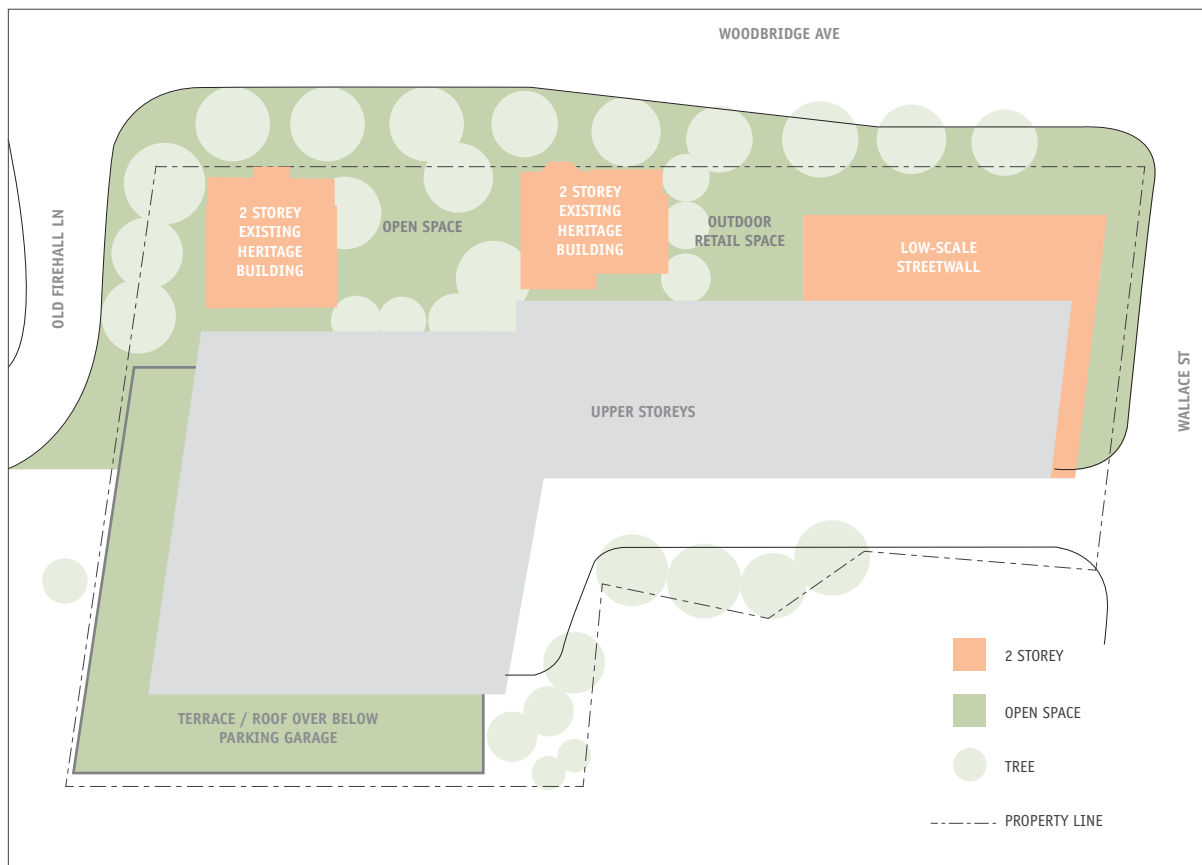 WOODBRIDGE AVE
OLD FIREHALL LN
2 STOREY
EXISTING
HERITAGE
BUILDING
OPEN SPACE
2 STOREY
EXISTING
HERITAGE
BUILDING
OUTDOOR
RETAIL SPACE
LOW-SCALE
STREETWALL
WALLACE ST
UPPER STOREYS
TERRACE / ROOF OVER BELOW
PARKING GARAGE
2 STOREY
OPEN SPACE
TREE
PROPERTY LINE